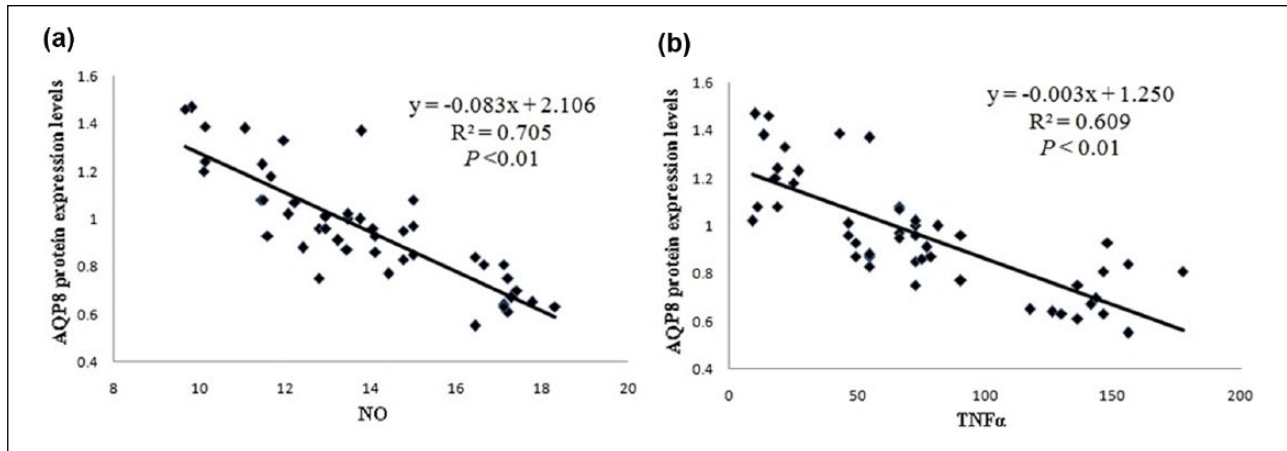 (a)
AQP8 protein expression levels
1.6
1.4
1.2
1
0.8
0.6
0.4
8
10
12
14
16
18
20
NO
y = -0.083x + 2.106
R² = 0.705
P <0.01
(b)
AQP8 protein expression levels
1.6
1.4
1.2
1
0.8
0.6
0.4
0
50
100
150
200
TNFα
y = -0.003x + 1.250
R² = 0.609
P < 0.01